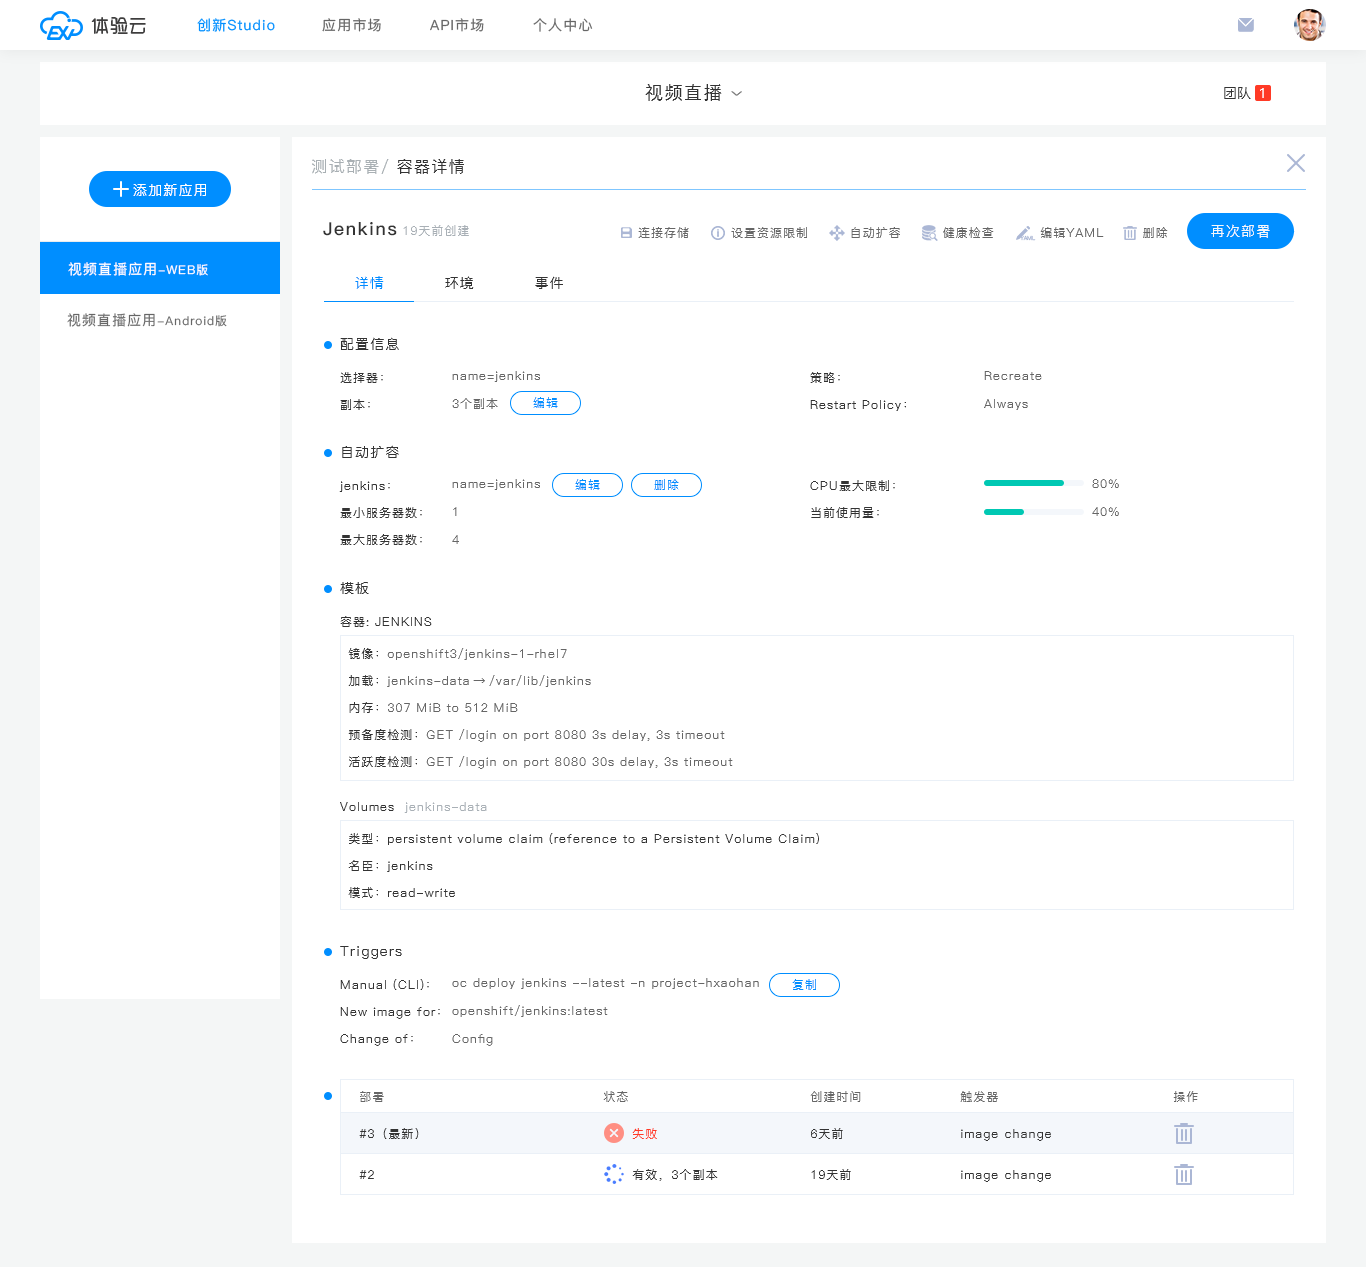 EXP 体验云 创新Studio 应用市场 API市场 个人中心
视频直播 团队 1
添加新应用
视频直播应用-WEB版
视频直播应用-Android版
测试部署/ 容器详情
Jenkins 19天前创建 连接存储 设置资源限制 自动扩容 健康检查 编辑YAML 删除 再次部署
详情 环境 事件
配置信息
选择器: name=jenkins 策略: Recreate
副本: 3个副本 编辑 Restart Policy: Always
自动扩容
jenkins: name=jenkins 编辑 删除 CPU最大限制: 80%
最小服务器数: 1 当前使用量: 40%
最大服务器数: 4
模板
容器: JENKINS
镜像: openshift3/jenkins-1-rhel7
加载: jenkins-data→/var/lib/jenkins
内存: 307 MiB to 512 MiB
预备度检测: GET /login on port 8080 3s delay, 3s timeout
活跃度检测: GET /login on port 8080 30s delay, 3s timeout
Volumes jenkins-data
类型: persistent volume claim (reference to a Persistent Volume Claim)
名臣: jenkins
模式: read-write
Triggers
Manual (CLI): oc deploy jenkins --latest -n project-hxaohan 复制
New image for: openshift/jenkins:latest
Change of: Config
部署 状态 创建时间 触发器 操作
#3（最新） 失败 6天前 image change
#2 有效，3个副本 19天前 image change